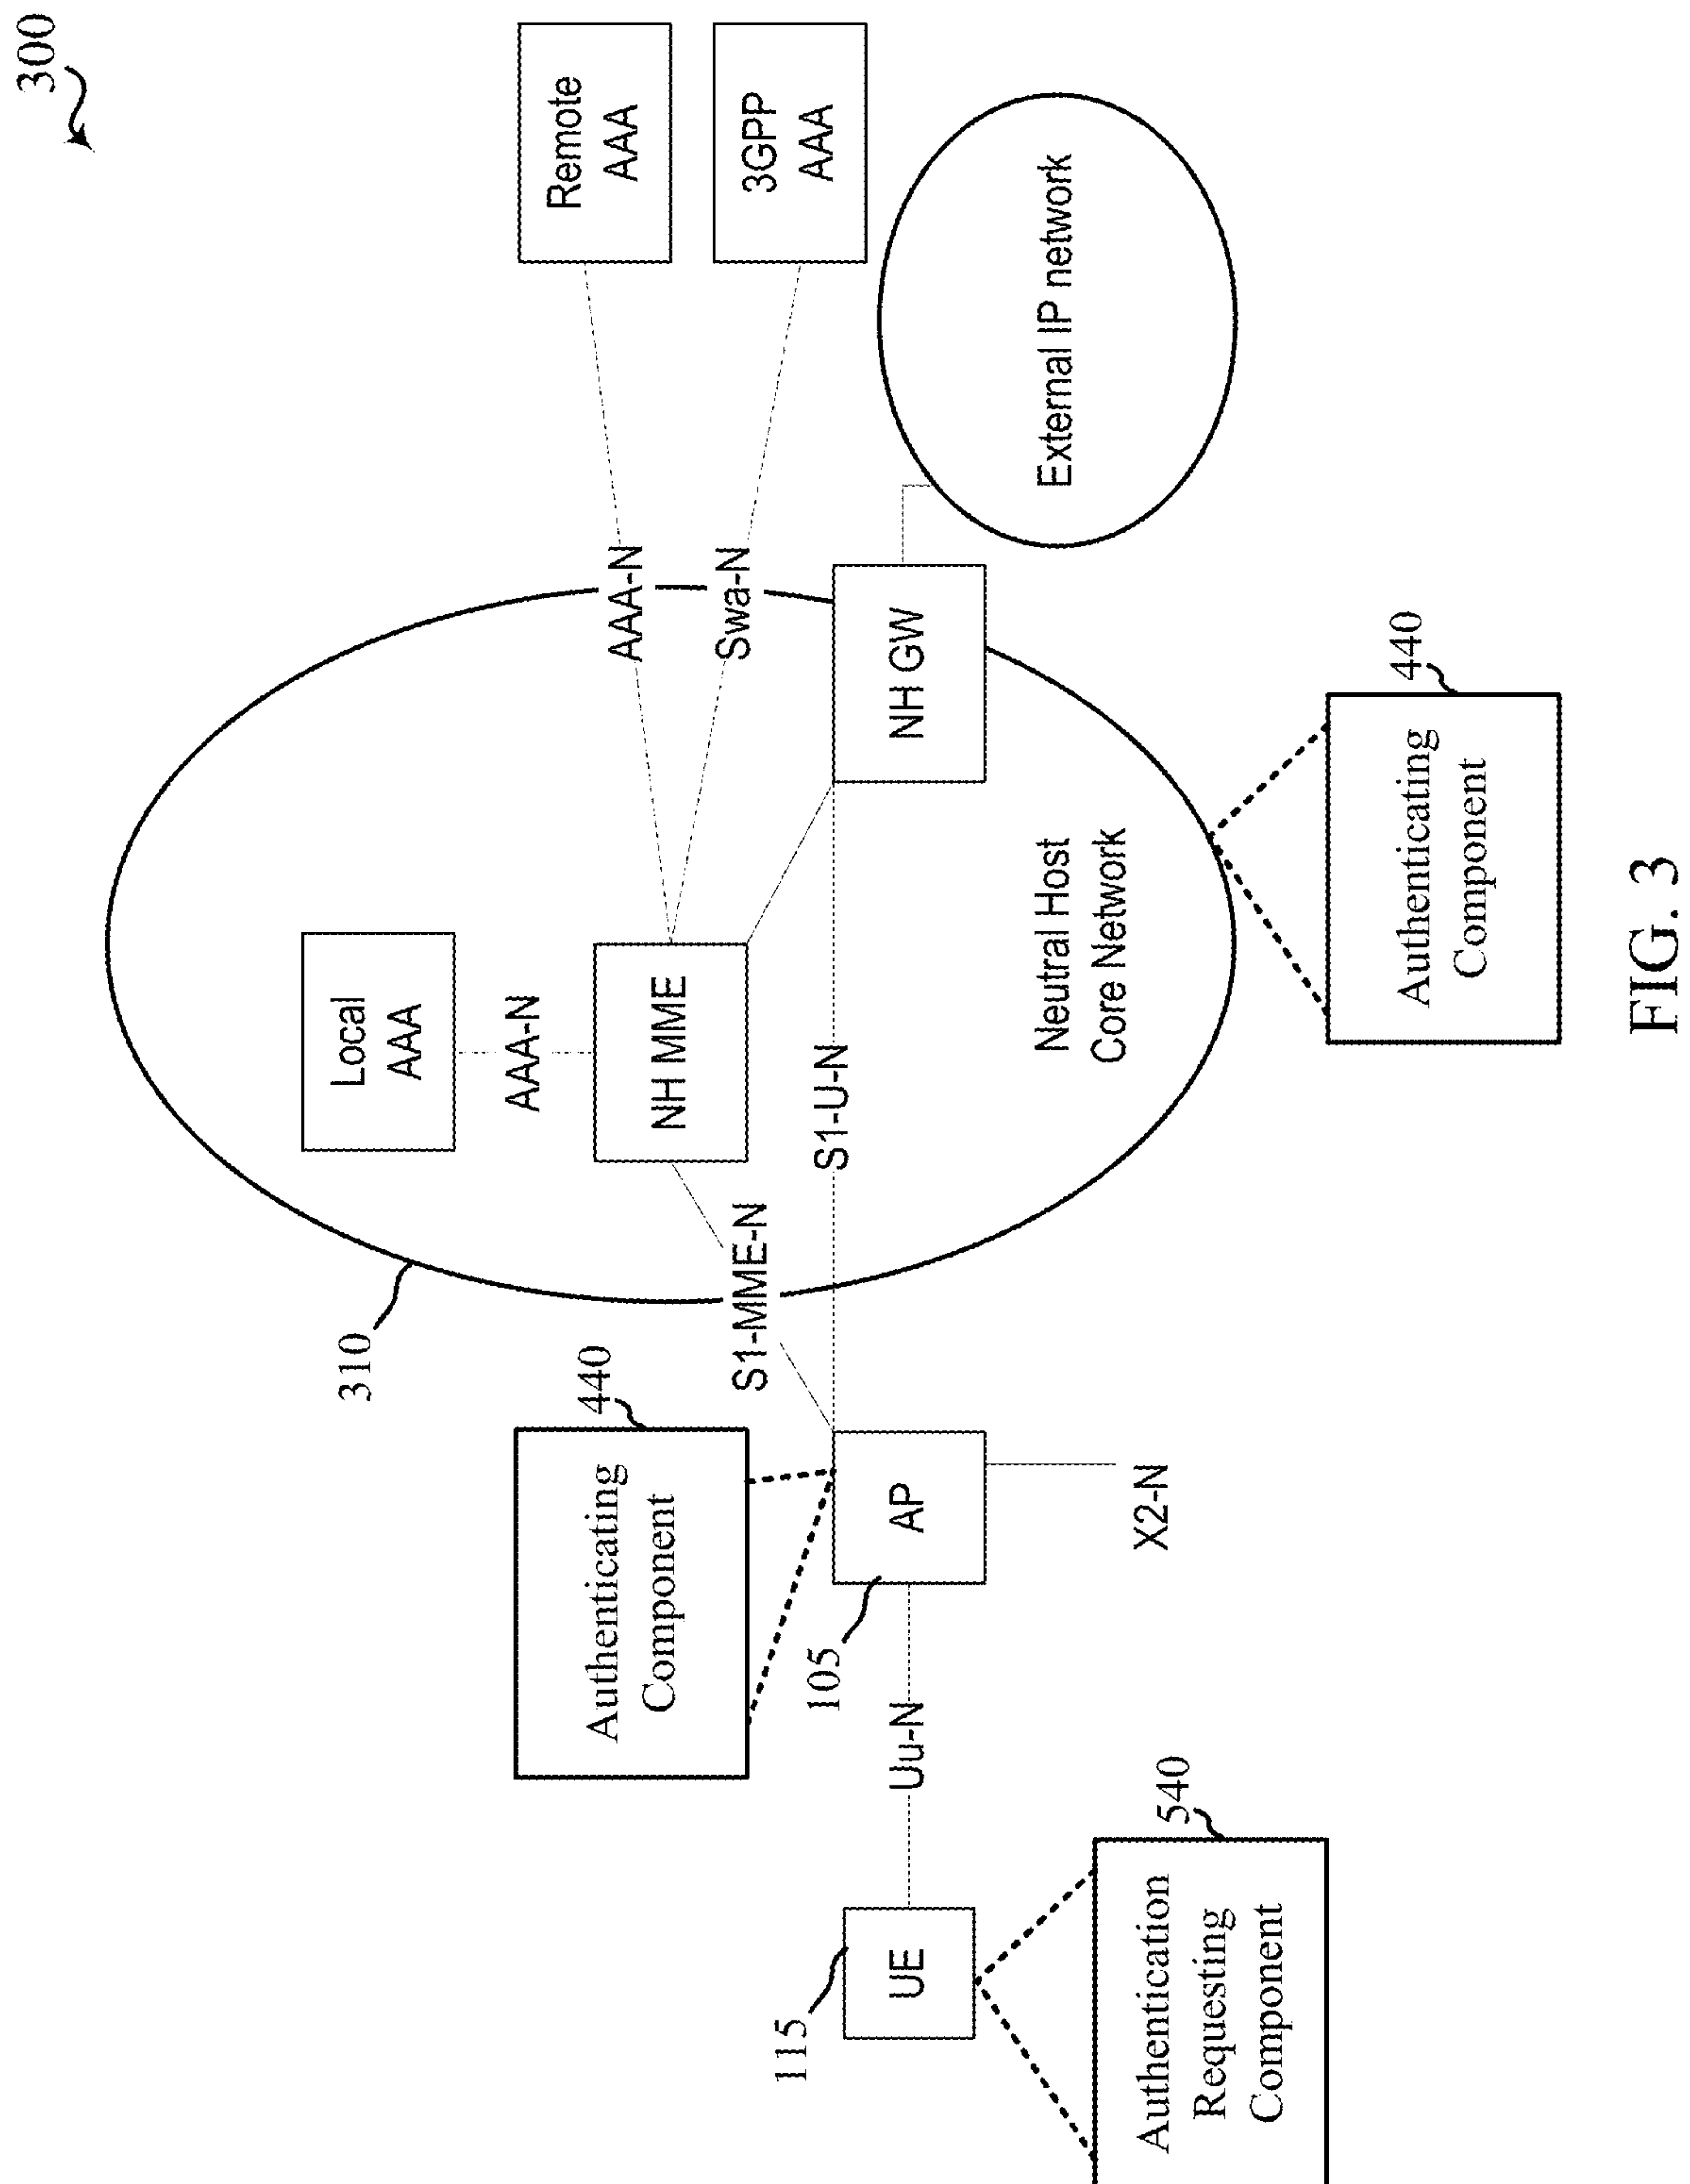 300
310
Local
AAA
AAA-N
Remote
AAA
3GPP
AAA
AAA-N
Swa-N
NH MME
440
Authenticating
Component
S1-MME-N
S1-U-N
NH GW
External IP network
Neutral Host
Core Network
115
UE
Uu-N
105
AP
X2-N
540
Authentication
Requesting
Component
440
Authenticating
Component
FIG. 3